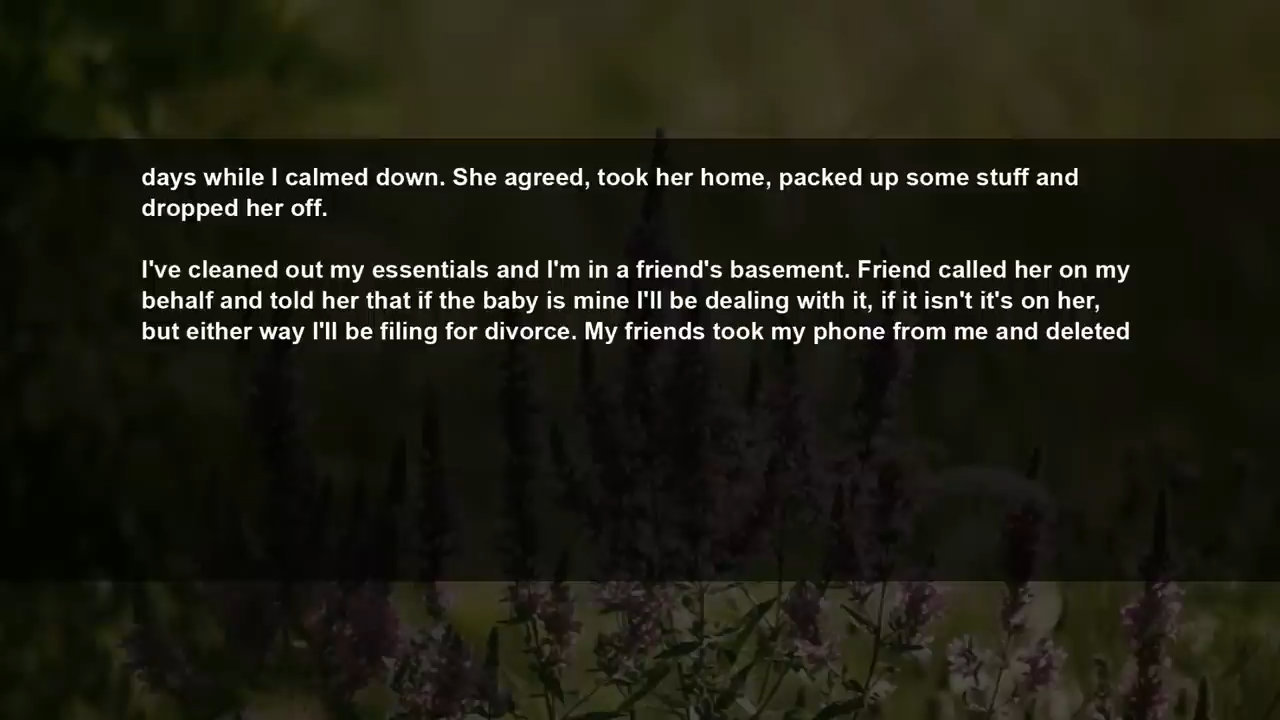 days while I calmed down. She agreed, took her home, packed up some stuff and
dropped her off.
I've cleaned out my essentials and I'm in a friend's basement. Friend called her on my
behalf and told her that if the baby is mine I'll be dealing with it, if it isn't it's on her,
but either way I'll be filing for divorce. My friends took my phone from me and deleted